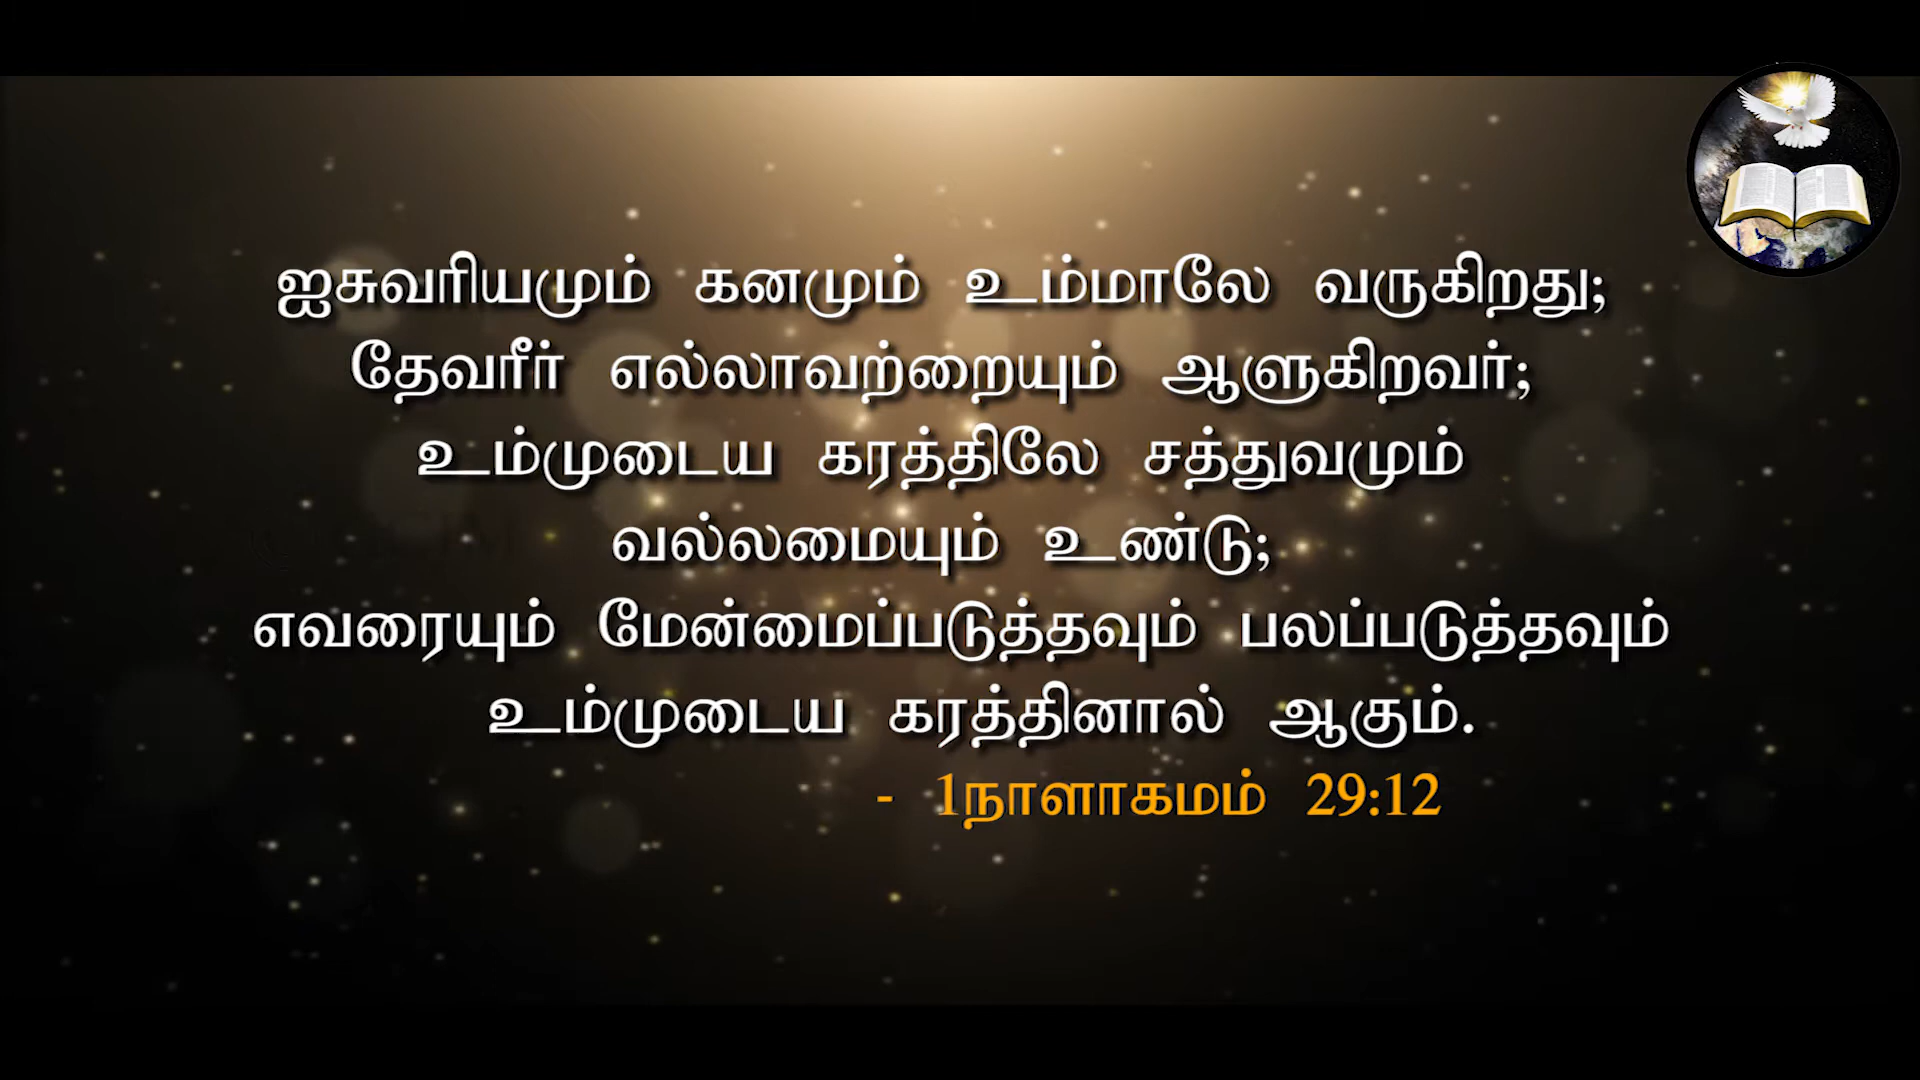 ஐசுவரியமும் கனமும் உம்மாலே வருகிறது;
தேவரீர் எல்லாவற்றையும் ஆளுகிறவர்;
உம்முடைய கரத்திலே சத்துவமும்
வல்லமையும் உண்டு;
எவரையும் மேன்மைப்படுத்தவும் பலப்படுத்தவும்
உம்முடைய கரத்தினால் ஆகும்.
- 1நாளாகமம் 29:12